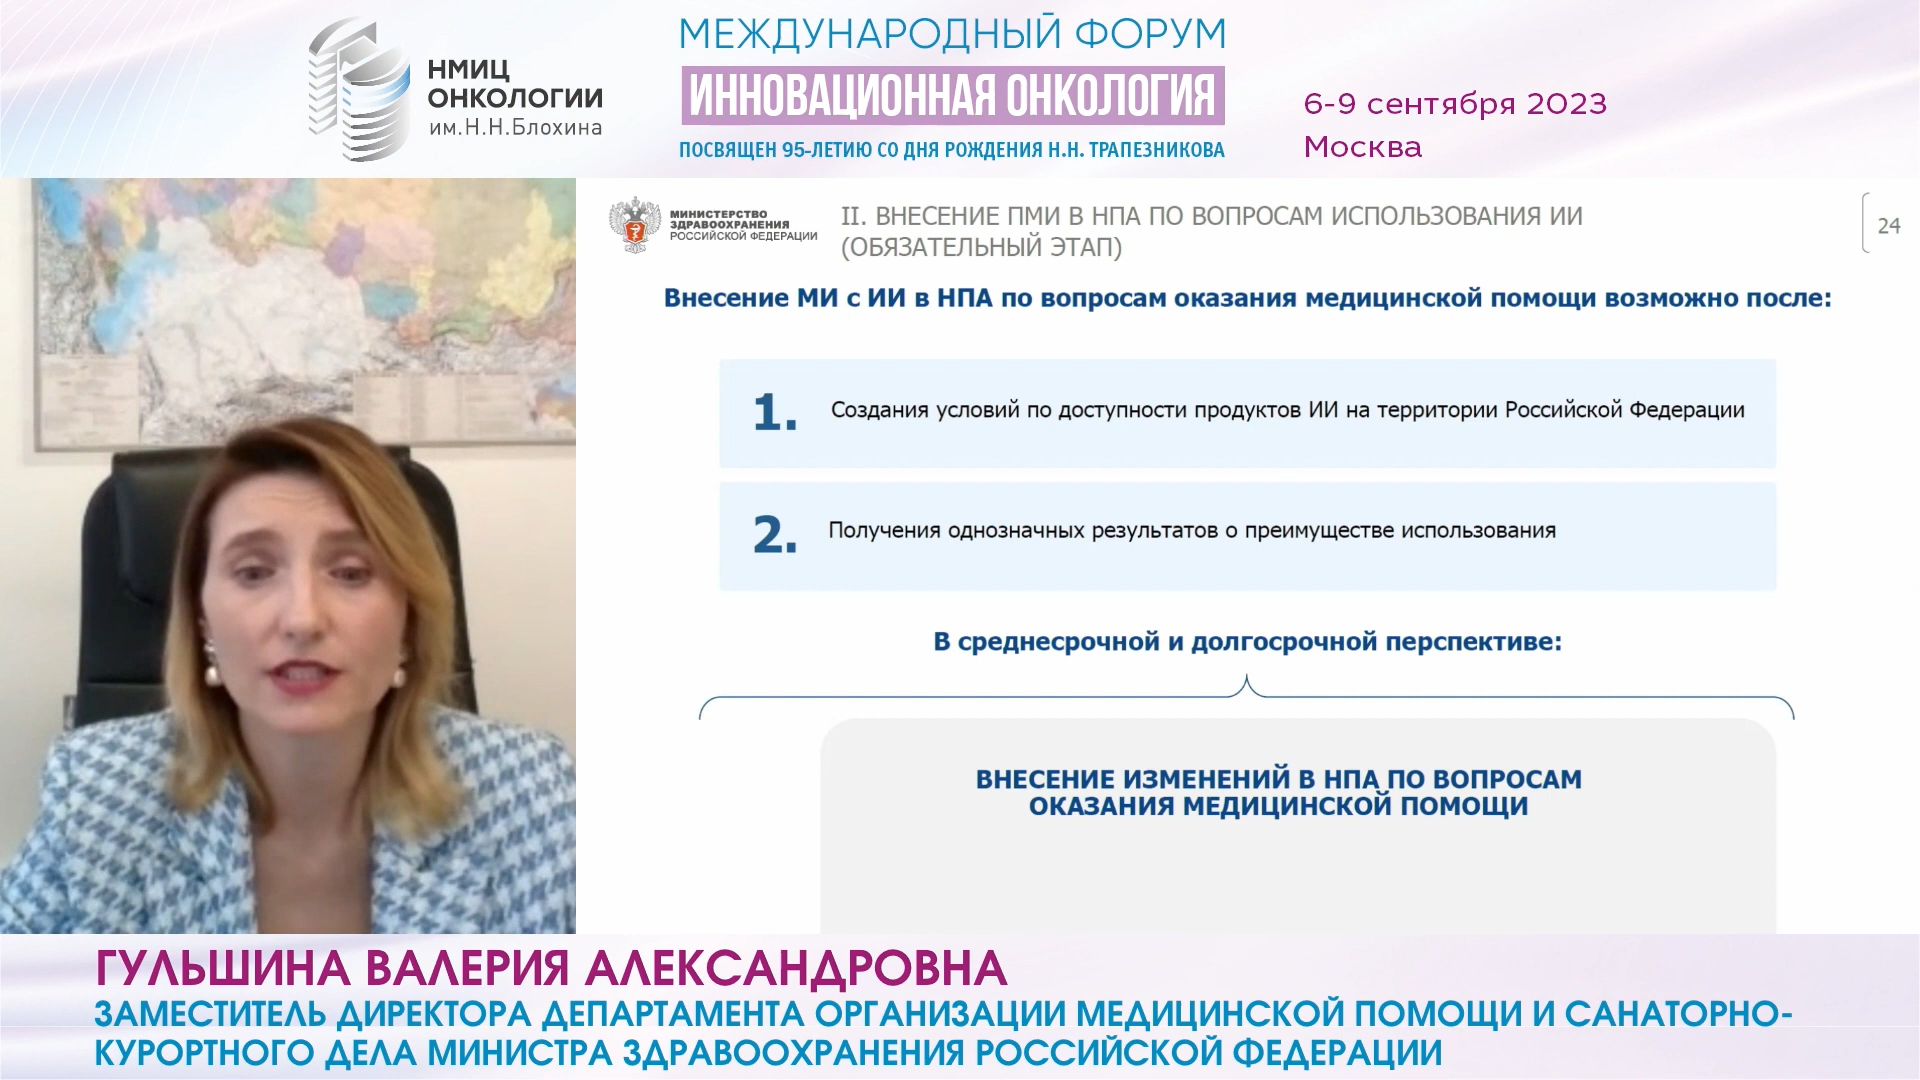 НМИЦ
ОНКОЛОГИИ
им.Н.Н.Блохина
МЕЖДУНАРОДНЫЙ ФОРУМ
ИННОВАЦИОННАЯ ОНКОЛОГИЯ
ПОСВЯЩЕН 95-ЛЕТИЮ СО ДНЯ РОЖДЕНИЯ Н.Н. ТРАПЕЗНИКОВА
6-9 сентября 2023
Москва
МИНИСТЕРСТВО
ЗДРАВООХРАНЕНИЯ
РОССИЙСКОЙ ФЕДЕРАЦИИ
II. ВНЕСЕНИЕ ПМИ В НПА ПО ВОПРОСАМ ИСПОЛЬЗОВАНИЯ ИИ
(ОБЯЗАТЕЛЬНЫЙ ЭТАП)
24
Внесение МИ с ИИ в НПА по вопросам оказания медицинской помощи возможно после:
1. Создания условий по доступности продуктов ИИ на территории Российской Федерации
2. Получения однозначных результатов о преимуществе использования
В среднесрочной и долгосрочной перспективе:
ВНЕСЕНИЕ ИЗМЕНЕНИЙ В НПА ПО ВОПРОСАМ
ОКАЗАНИЯ МЕДИЦИНСКОЙ ПОМОЩИ
ГУЛЬШИНА ВАЛЕРИЯ АЛЕКСАНДРОВНА
ЗАМЕСТИТЕЛЬ ДИРЕКТОРА ДЕПАРТАМЕНТА ОРГАНИЗАЦИИ МЕДИЦИНСКОЙ ПОМОЩИ И САНАТОРНО-
КУРОРТНОГО ДЕЛА МИНИСТРА ЗДРАВООХРАНЕНИЯ РОССИЙСКОЙ ФЕДЕРАЦИИ